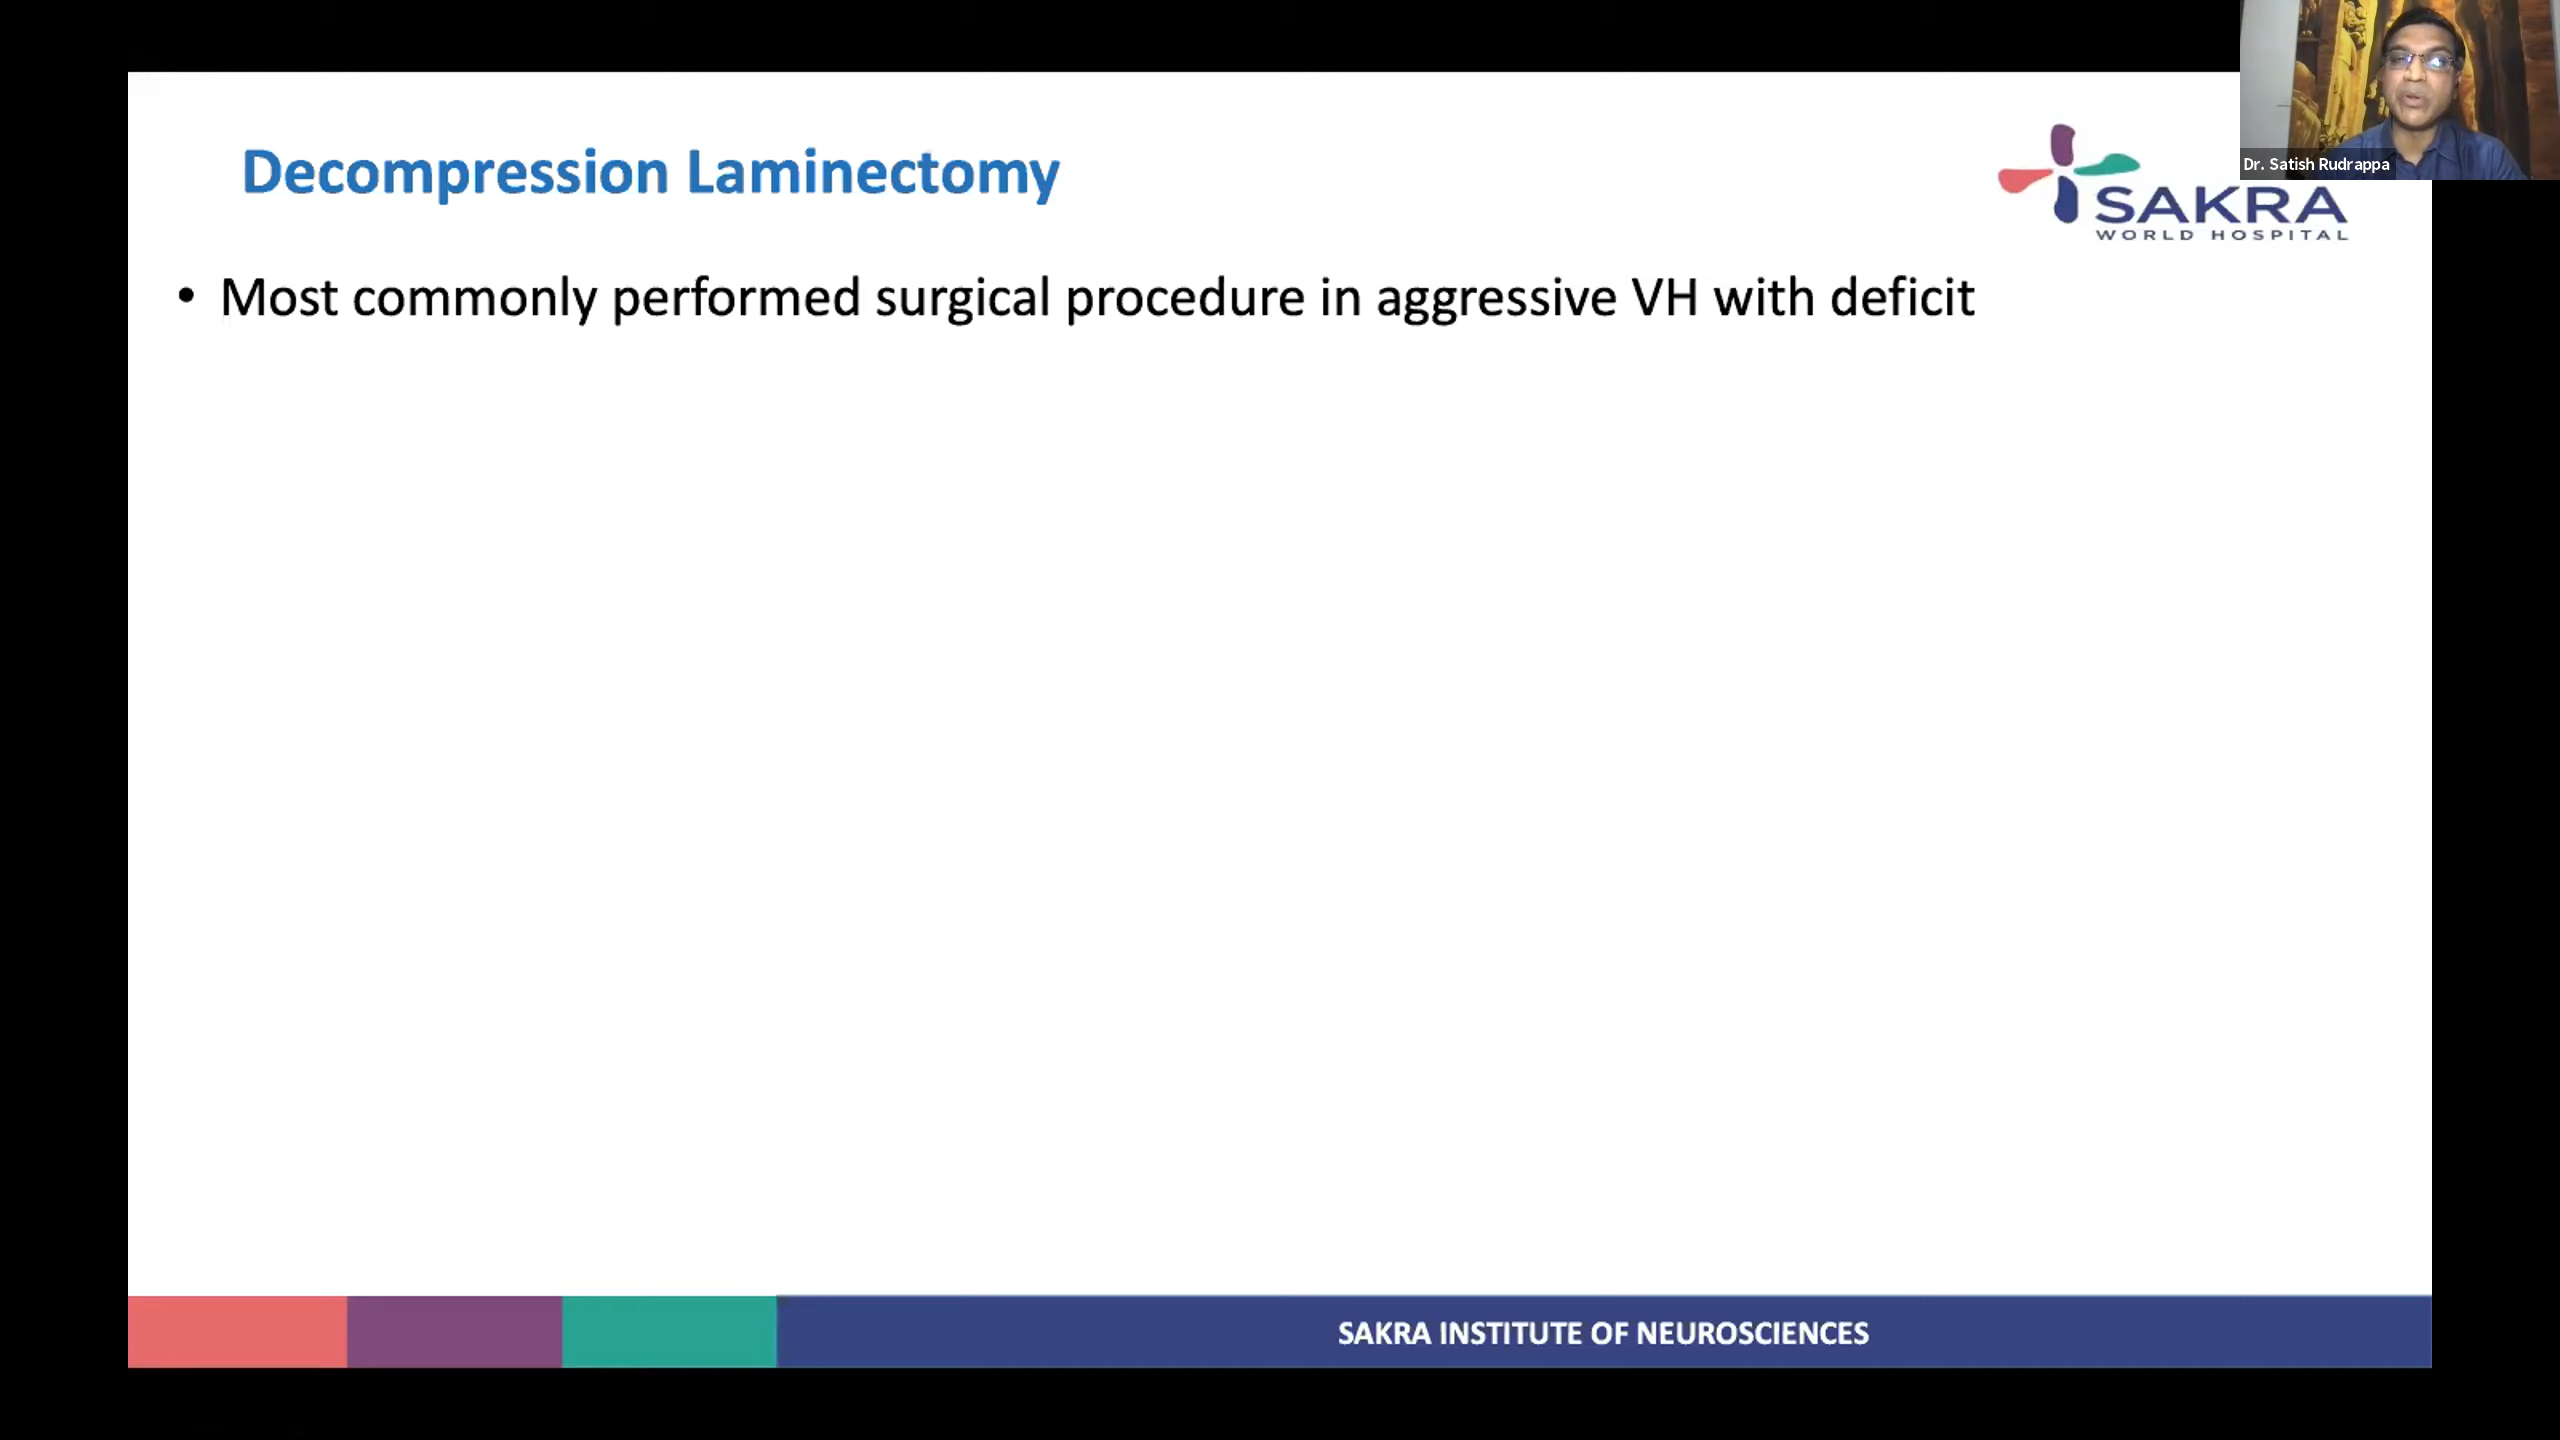 Decompression Laminectomy
Dr. Satish Rudrappa
SAKRA
WORLD HOSPITAL
• Most commonly performed surgical procedure in aggressive VH with deficit
SAKRA INSTITUTE OF NEUROSCIENCES